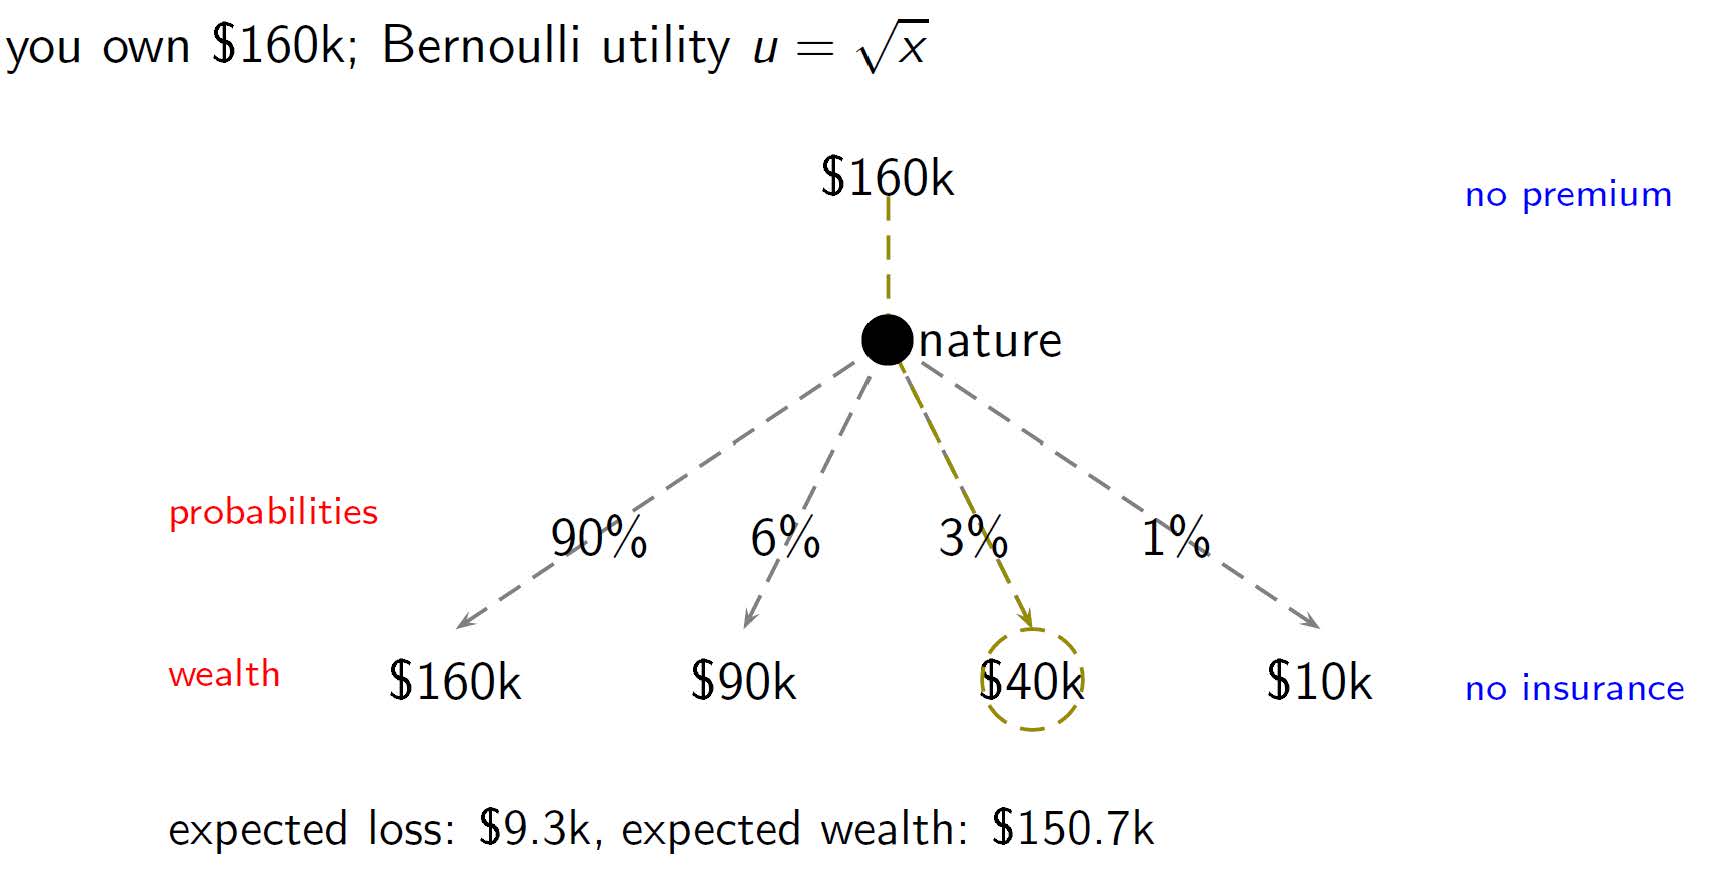 you own $160k; Bernoulli utility u = √x
$160k
no premium
nature
probabilities
90% 6% 3% 1%
wealth $160k $90k $40k $10k no insurance
expected loss: $9.3k, expected wealth: $150.7k